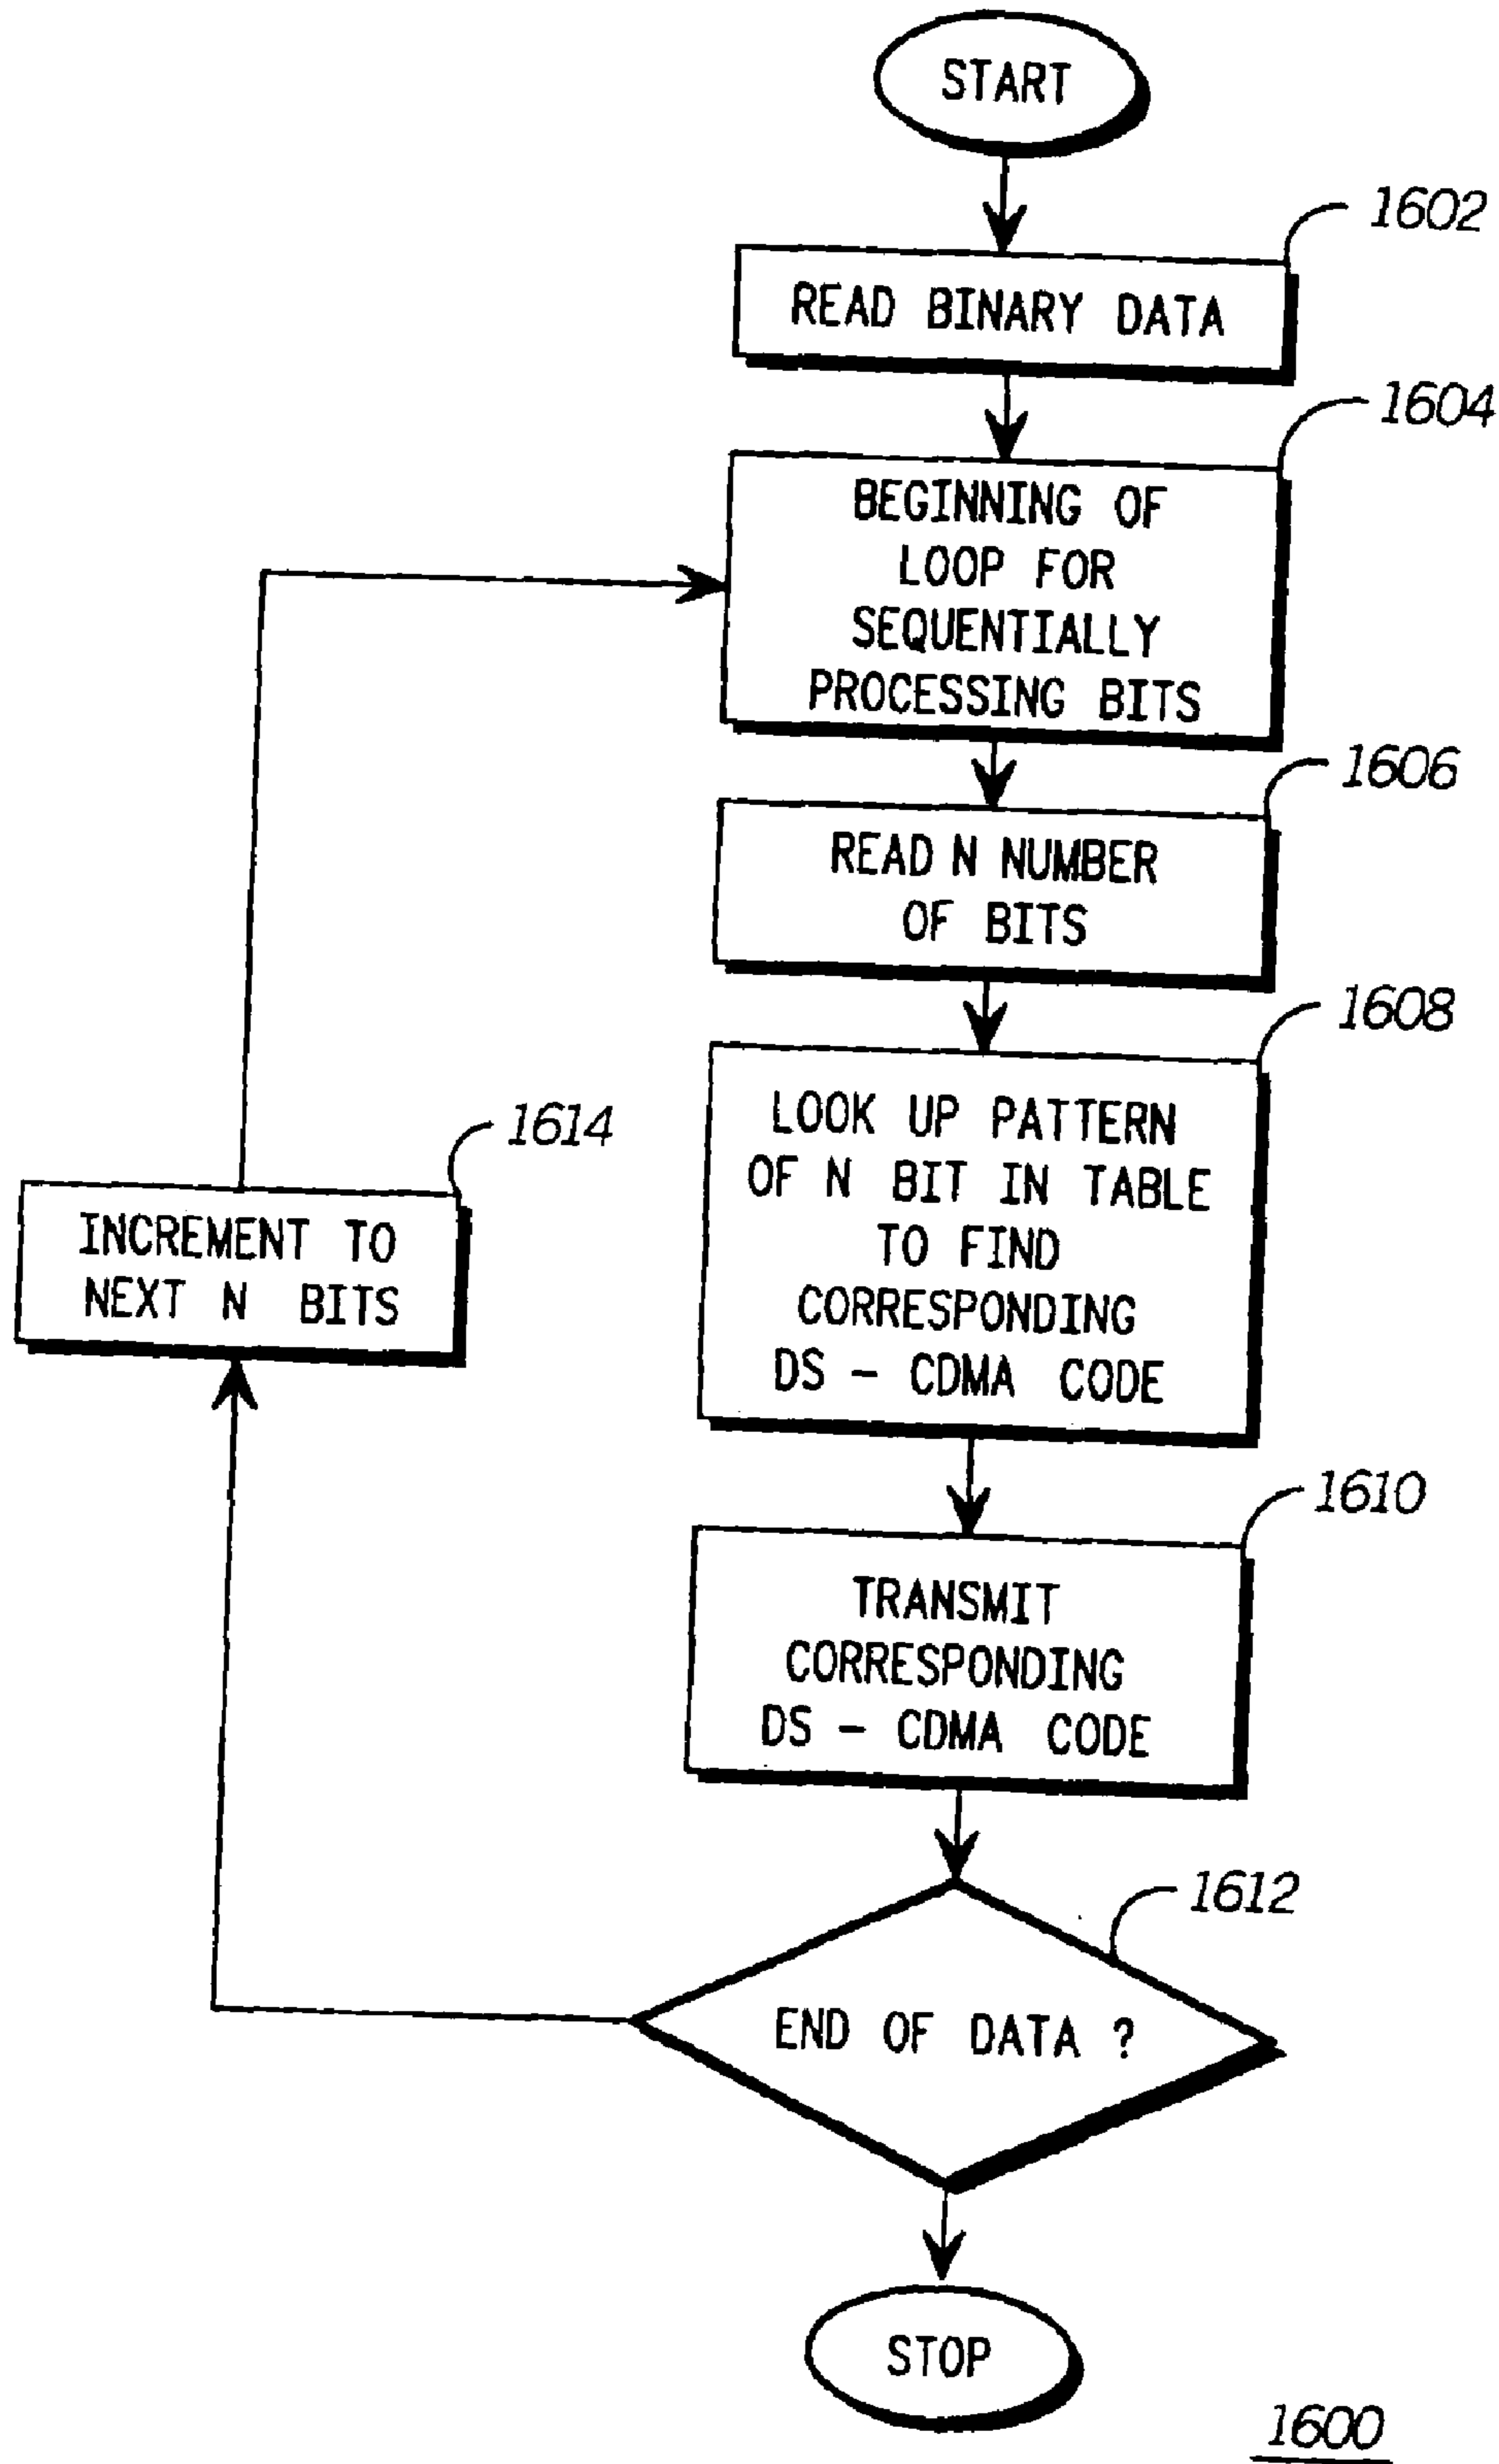 START
1602
READ BINARY DATA
1604
BEGINNING OF
LOOP FOR
SEQUENTIALLY
PROCESSING BITS
1606
READ N NUMBER
OF BITS
1608
LOOK UP PATTERN
OF N BIT IN TABLE
TO FIND
CORRESPONDING
DS - CDMA CODE
1614
INCREMENT TO
NEXT N BITS
1610
TRANSMIT
CORRESPONDING
DS - CDMA CODE
1612
END OF DATA ?
STOP
1600